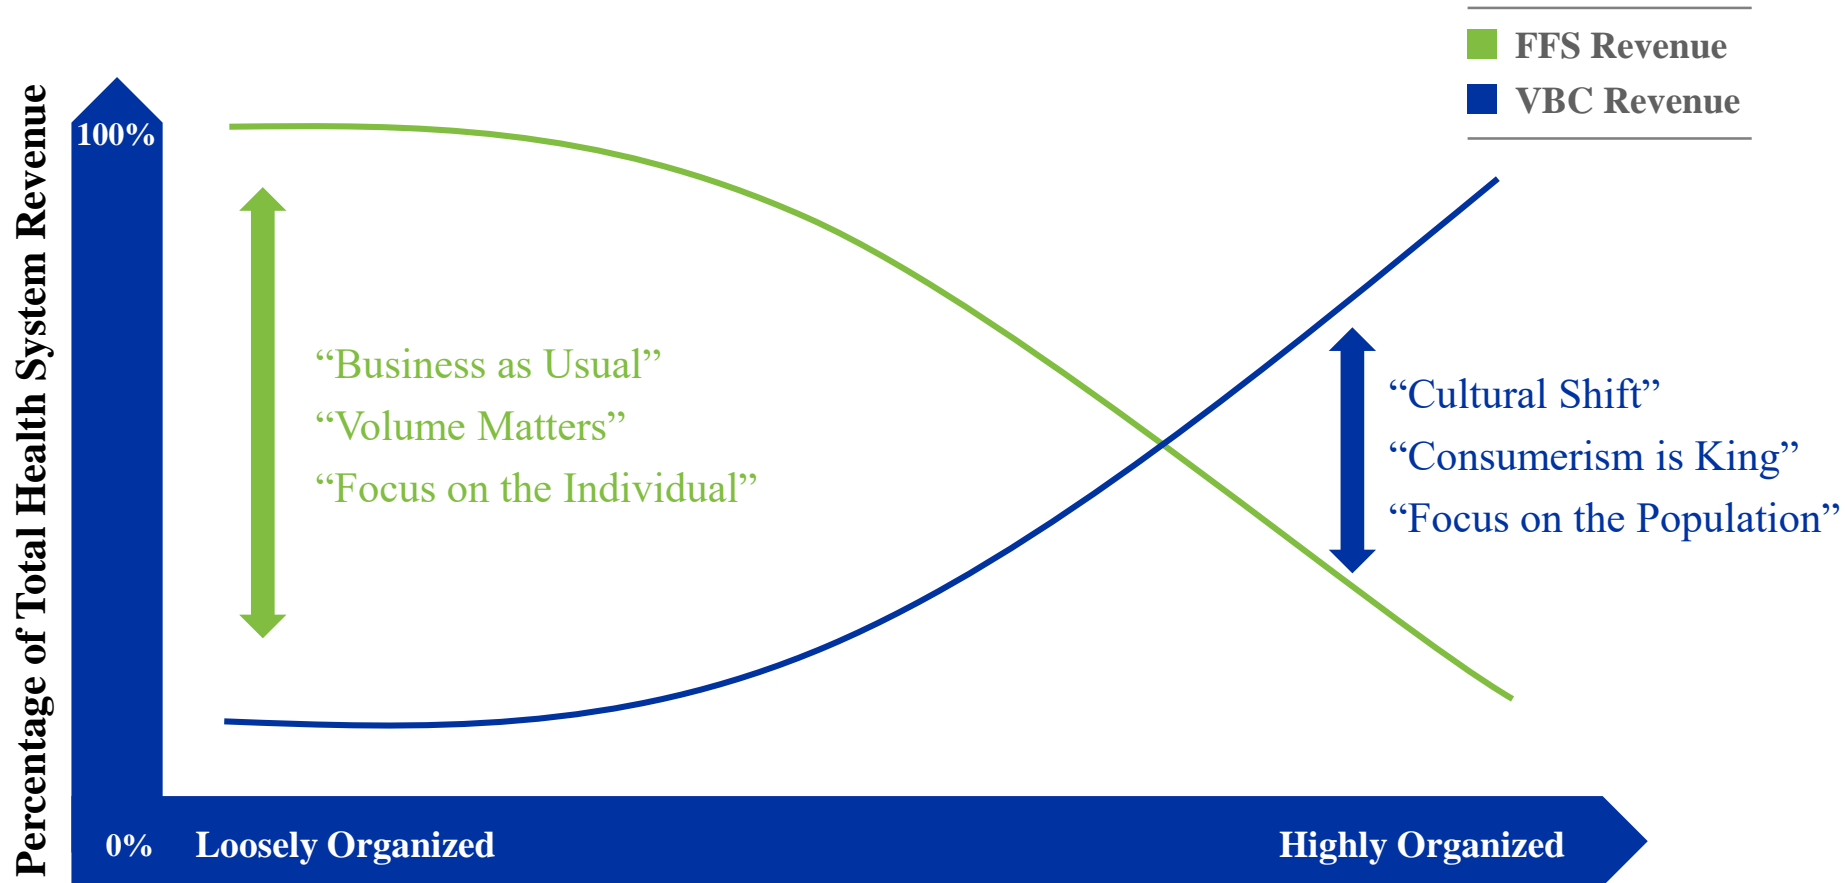 FFS Revenue
VBC Revenue
Percentage of Total Health System Revenue
100%
“Business as Usual”
“Volume Matters”
“Focus on the Individual”
“Cultural Shift”
“Consumerism is King”
“Focus on the Population”
0%
Loosely Organized
Highly Organized